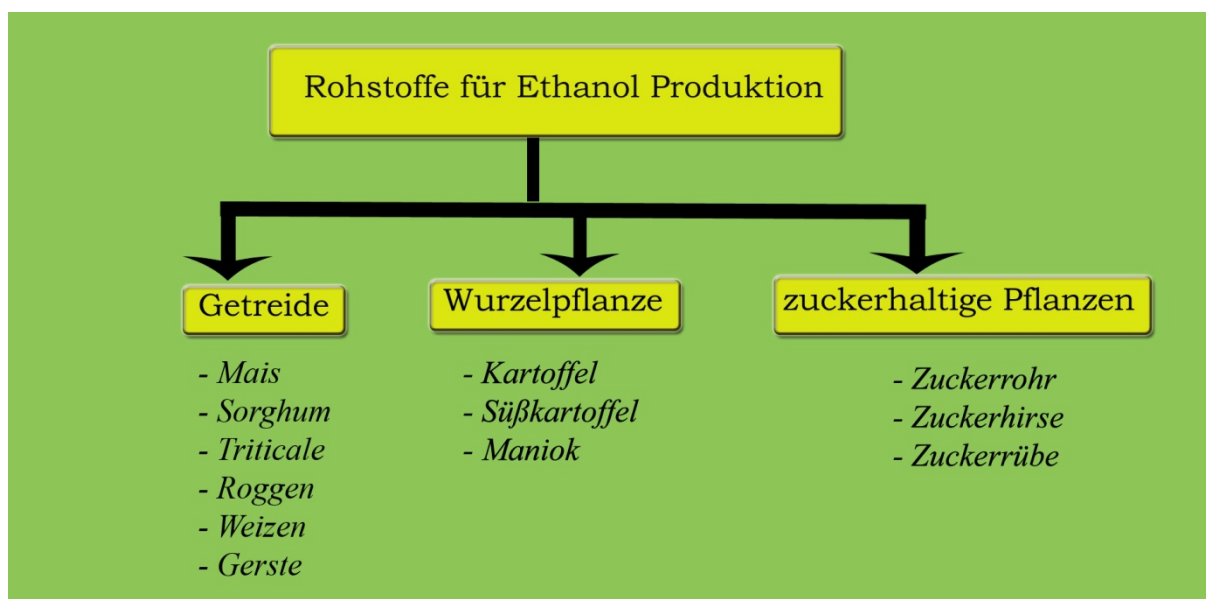 Rohstoffe für Ethanol Produktion
Getreide
- Mais
- Sorghum
- Triticale
- Roggen
- Weizen
- Gerste
Wurzelpflanze
- Kartoffel
- Süßkartoffel
- Maniok
zuckerhaltige Pflanzen
- Zuckerrohr
- Zuckerhirse
- Zuckerrübe